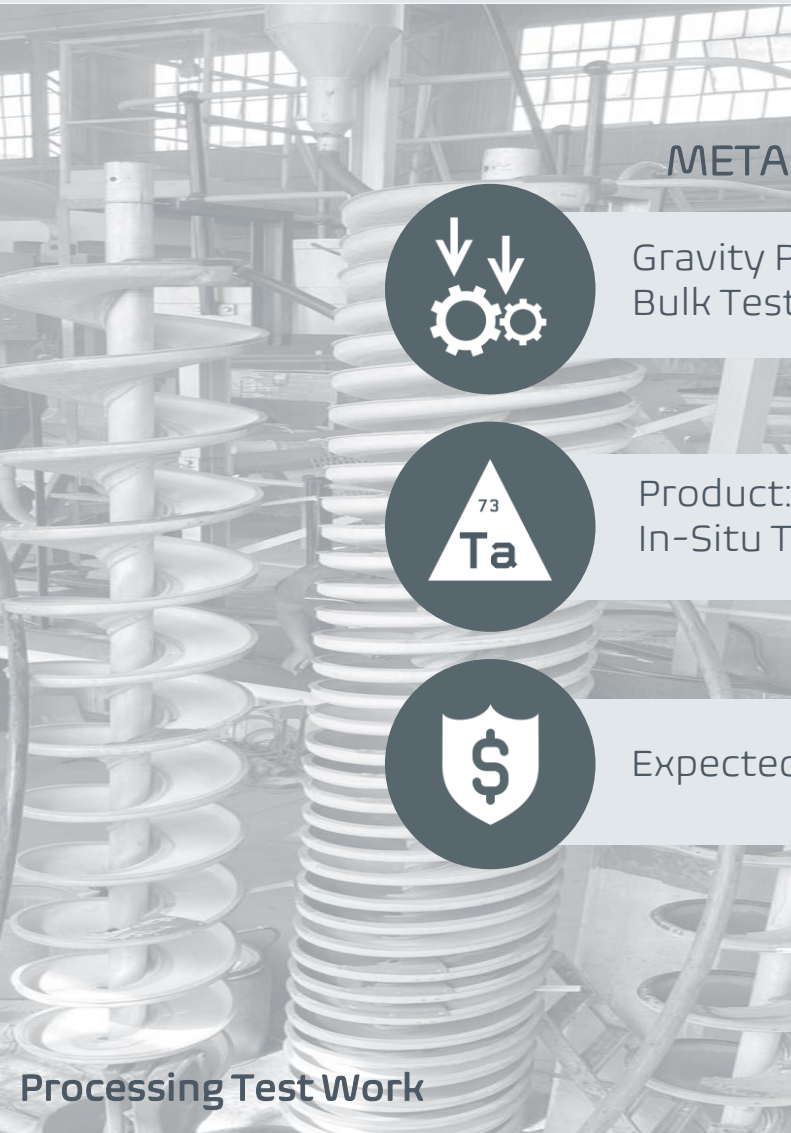 META
Gravity P
Bulk Test
73
Ta
Product:
In-Situ T
$
Expected
Processing Test Work